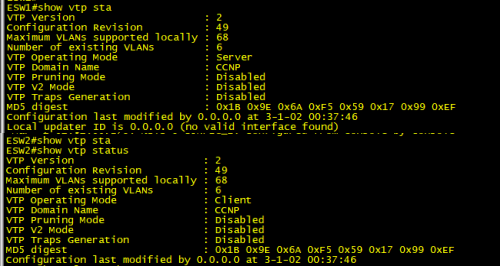 ESW1#show vtp sta
VTP Version : 2
Configuration Revision : 49
Maximum VLANs supported locally : 68
Number of existing VLANs : 6
VTP Operating Mode : Server
VTP Domain Name : CCNP
VTP Pruning Mode : Disabled
VTP V2 Mode : Disabled
VTP Traps Generation : Disabled
MD5 digest : 0x1B 0x9E 0x6A 0xF5 0x59 0x17 0x99 0xEF
Configuration last modified by 0.0.0.0 at 3-1-02 00:37:46
Local updater ID is 0.0.0.0 (no valid interface found)
ESW2#show vtp status
VTP Version : 2
Configuration Revision : 49
Maximum VLANs supported locally : 68
Number of existing VLANs : 6
VTP Operating Mode : Client
VTP Domain Name : CCNP
VTP Pruning Mode : Disabled
VTP V2 Mode : Disabled
VTP Traps Generation : Disabled
MD5 digest : 0x1B 0x9E 0x6A 0xF5 0x59 0x17 0x99 0xEF
Configuration last modified by 0.0.0.0 at 3-1-02 00:37:46